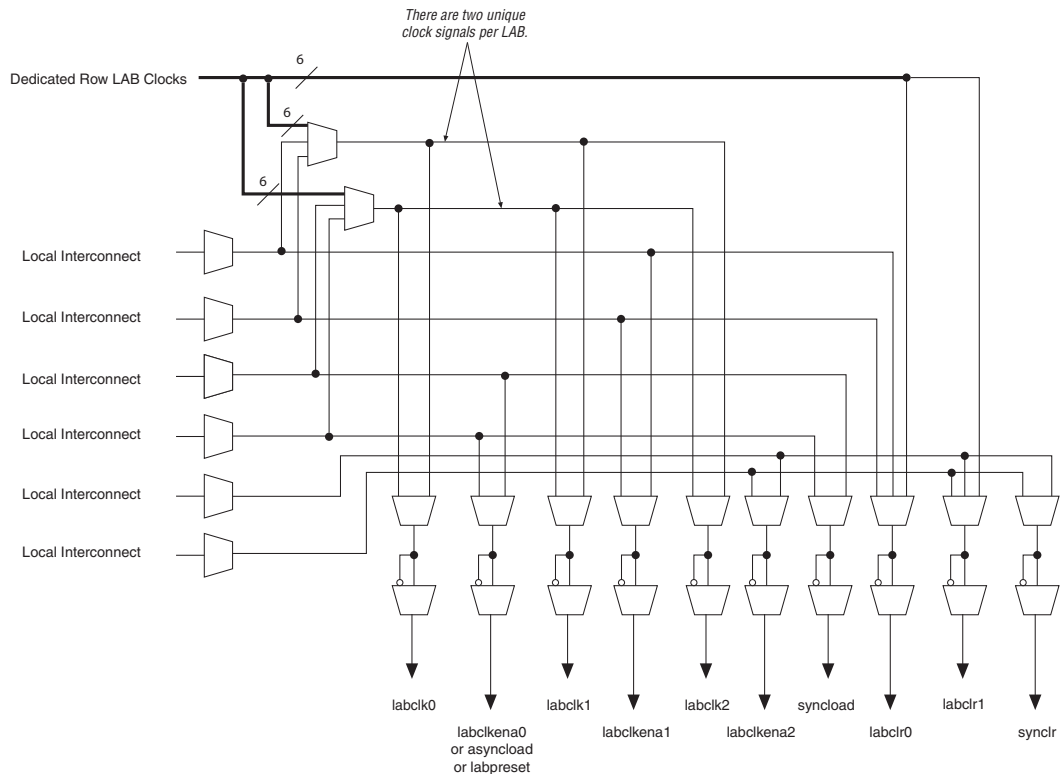 There are two unique
clock signals per LAB.
6
Dedicated Row LAB Clocks
6
6
Local Interconnect
Local Interconnect
Local Interconnect
Local Interconnect
Local Interconnect
Local Interconnect
labclk0
labclk1
labclk2
syncload
labclr1
labclkena0
or asyncload
or labpreset
labclkena1
labclkena2
labclr0
synclr